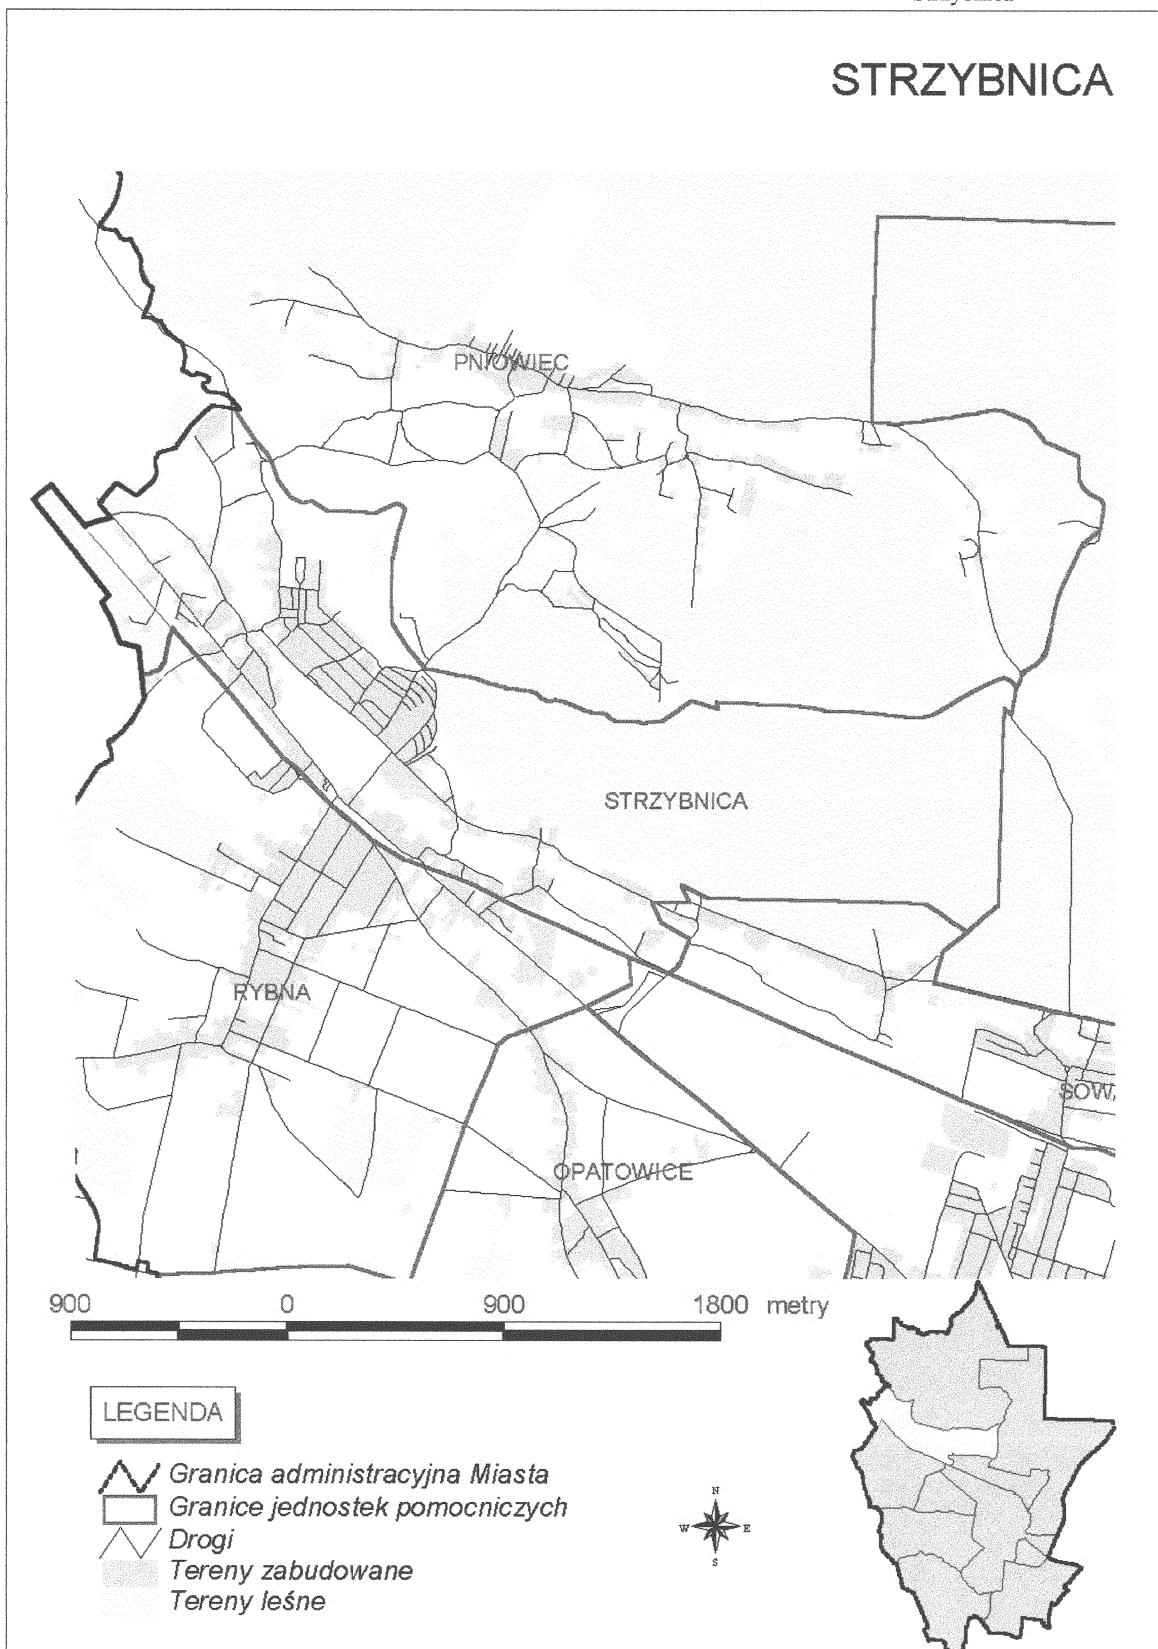 STRZYBNICA
PNIOWIEC
STRZYBNICA
RYBNA
SOW
OPATOWICE
900 0 900 1800 metry
LEGENDA
Granica administracyjna Miasta
Granice jednostek pomocniczych
Drogi
Tereny zabudowane
Tereny leśne
N
W E
S